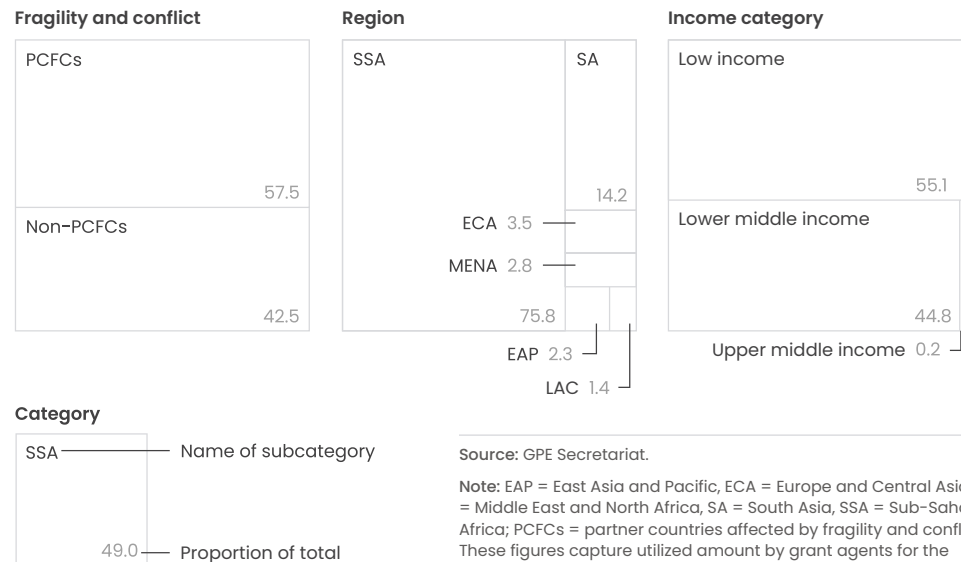 Fragility and conflict
PCFCs
57.5
Non-PCFCs
42.5
Region
SSA
75.8
SA
14.2
ECA 3.5
MENA 2.8
EAP 2.3
LAC 1.4
Income category
Low income
55.1
Lower middle income
44.8
Upper middle income 0.2
Category
SSA
Name of subcategory
49.0
Proportion of total
Source: GPE Secretariat.
Note: EAP = East Asia and Pacific, ECA = Europe and Central
= Middle East and North Africa, SA = South Asia, SSA =
Africa; PCFCs = partner countries affected by fragility and
These figures capture utilized amount by grant agents for the